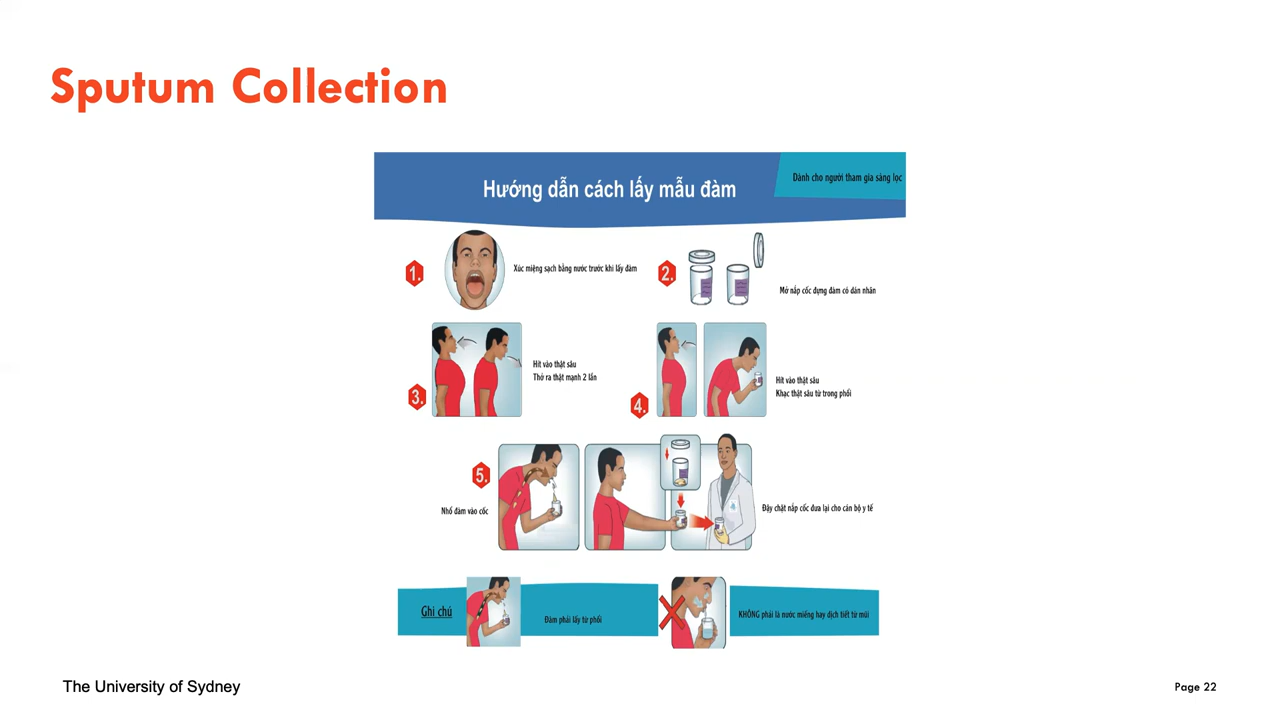 Sputum Collection
Hướng dẫn cách lấy mẫu đàm
Dành cho người tham gia sàng lọc
1.
Xúc miệng sạch bằng nước trước khi lấy đàm
2.
Mở nắp cốc đựng đàm có dán nhãn
3.
Hít vào thật sâu
Thở ra thật mạnh 2 lần
4.
Hít vào thật sâu
Khạc thật sâu từ trong phổi
5.
Nhổ đàm vào cốc
Đậy chặt nắp cốc đưa lại cho cán bộ y tế
Ghi chú
Đàm phải lấy từ phổi
KHÔNG phải là nước miếng hay dịch tiết từ mũi
The University of Sydney
Page 22